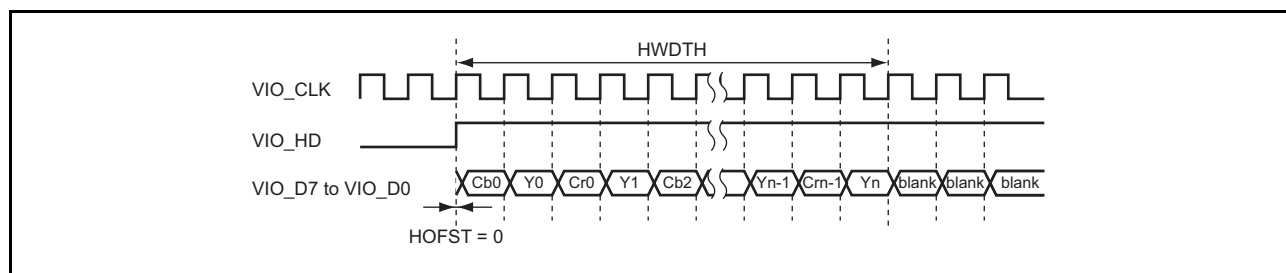 HWDTH
VIO_CLK
VIO_HD
VIO_D7 to VIO_D0 Cb0 Y0 Cr0 Y1 Cb2 Yn-1 Crn-1 Yn blank blank blank
HOFST = 0